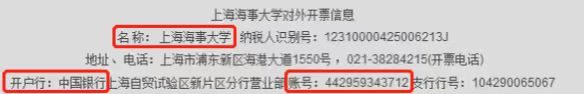 上海海事大学对外开票信息
名称：上海海事大学 纳税人识别号：12310000425006213J
地址、电话：上海市浦东新区海港大道1550号，021-38284215(开票电话)
开户行：中国银行上海自贸试验区新片区分行营业部账号：442959343712 支行行号：104290065067